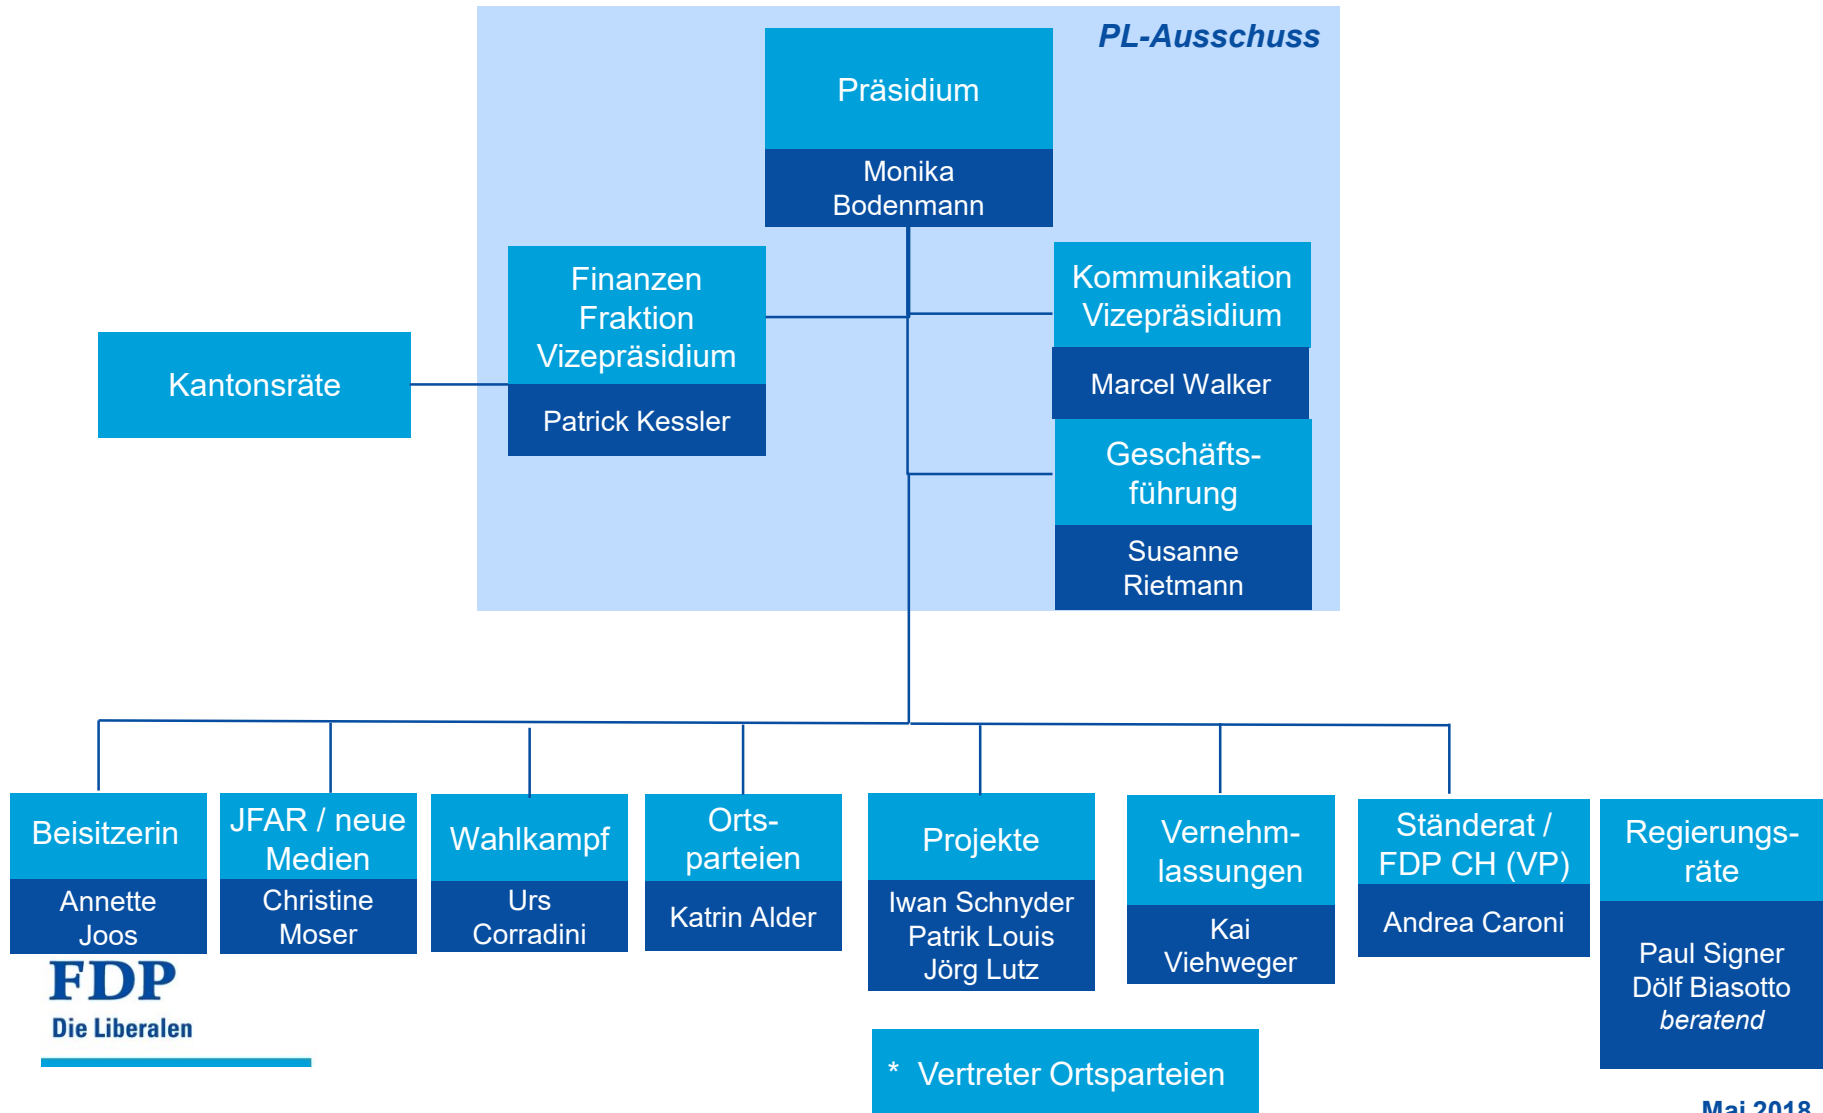 PL-Ausschuss
Präsidium
Monika
Bodenmann
Finanzen
Fraktion
Vizepräsidium
Patrick Kessler
Kommunikation
Vizepräsidium
Marcel Walker
Kantonsräte
Geschäfts-
führung
Susanne
Rietmann
Beisitzerin
Annette
Joos
JFAR / neue
Medien
Christine
Moser
Wahlkampf
Urs
Corradini
Orts-
parteien
Katrin Alder
Projekte
Iwan Schnyder
Patrik Louis
Jörg Lutz
Vernehm-
lassungen
Kai
Viehweger
Ständerat /
FDP CH (VP)
Andrea Caroni
Regierungs-
räte
Paul Signer
Dölf Biasotto
beratend
FDP
Die Liberalen
* Vertreter Ortsparteien
Mai 2018